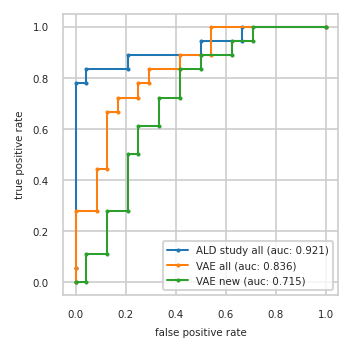 true positive rate
1.0
0.8
0.6
0.4
0.2
0.0
ALD study all (auc: 0.921)
VAE all (auc: 0.836)
VAE new (auc: 0.715)
0.0 0.2 0.4 0.6 0.8 1.0
false positive rate